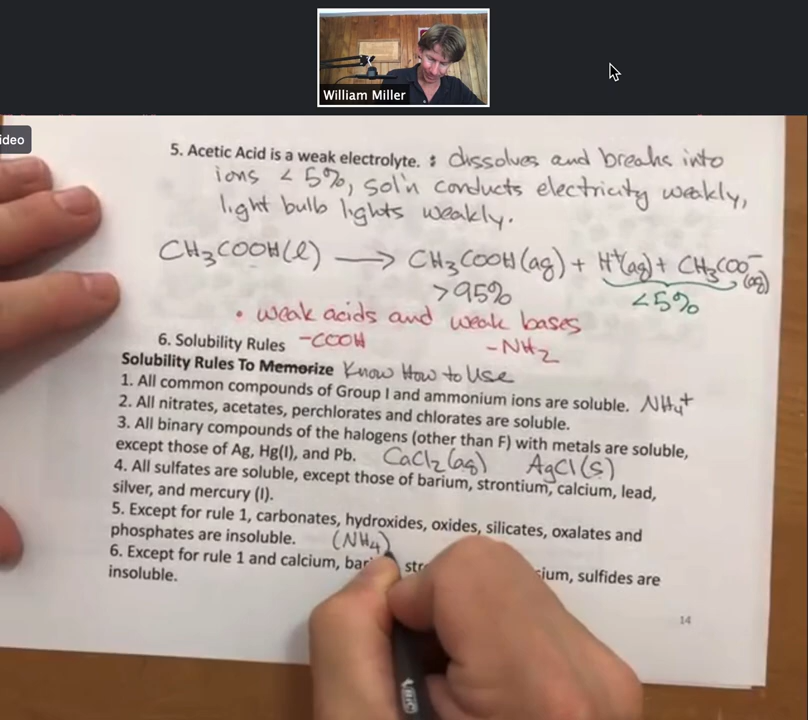 William Miller
ideo
5. Acetic Acid is a weak electrolyte. : dissolves and breaks into
ions < 5%, sol'n conducts electricity weakly,
light bulb lights weakly.
CH₃COOH(l) ⟶ CH₃COOH(aq) + H⁺(aq) + CH₃COO⁻(aq)
>95% <5%
• weak acids and weak bases
6. Solubility Rules -COOH -NH₂
Solubility Rules To Memorize Know How to Use
1. All common compounds of Group I and ammonium ions are soluble. NH₄⁺
2. All nitrates, acetates, perchlorates and chlorates are soluble.
3. All binary compounds of the halogens (other than F) with metals are soluble,
except those of Ag, Hg(I), and Pb. CaCl₂(aq) AgCl(s)
4. All sulfates are soluble, except those of barium, strontium, calcium, lead,
silver, and mercury (I).
5. Except for rule 1, carbonates, hydroxides, oxides, silicates, oxalates and
phosphates are insoluble. (NH₄)
6. Except for rule 1 and calcium, bar str sium, sulfides are
insoluble.
14